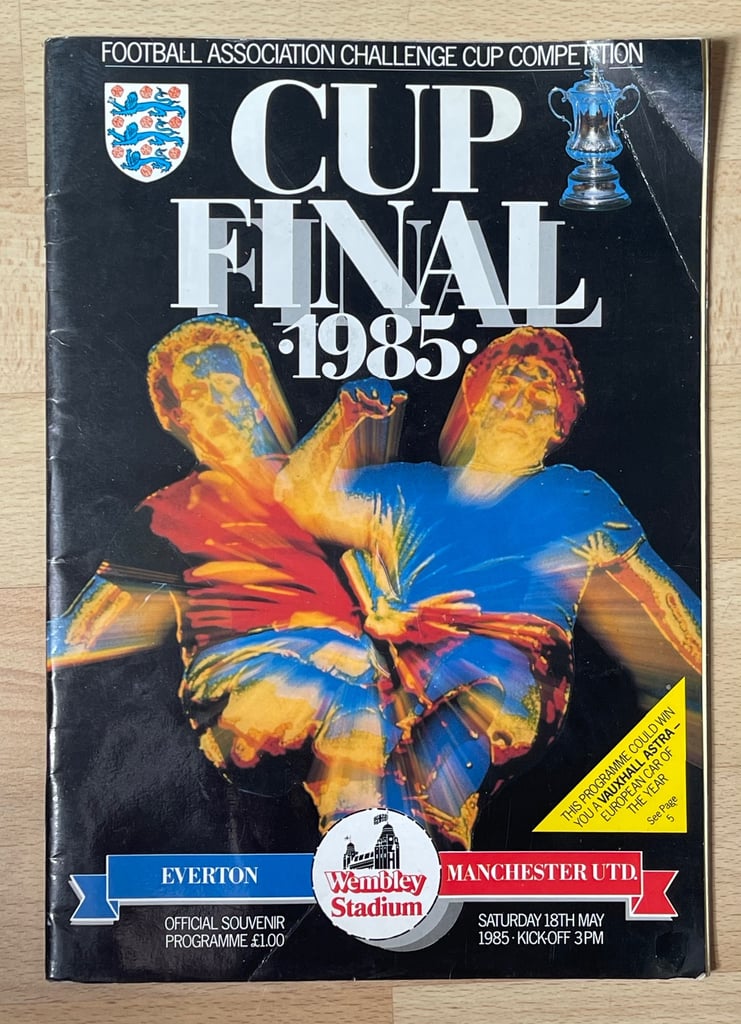 FOOTBALL ASSOCIATION CHALLENGE CUP COMPETITION
CUP
FINAL
·1985·
THIS PROGRAMME COULD WIN
YOU A VAUXHALL ASTRA –
EUROPEAN CAR OF
THE YEAR
See Page
5
EVERTON
Wembley
Stadium
MANCHESTER UTD.
OFFICIAL SOUVENIR
PROGRAMME £1.00
SATURDAY 18TH MAY
1985 · KICK-OFF 3PM